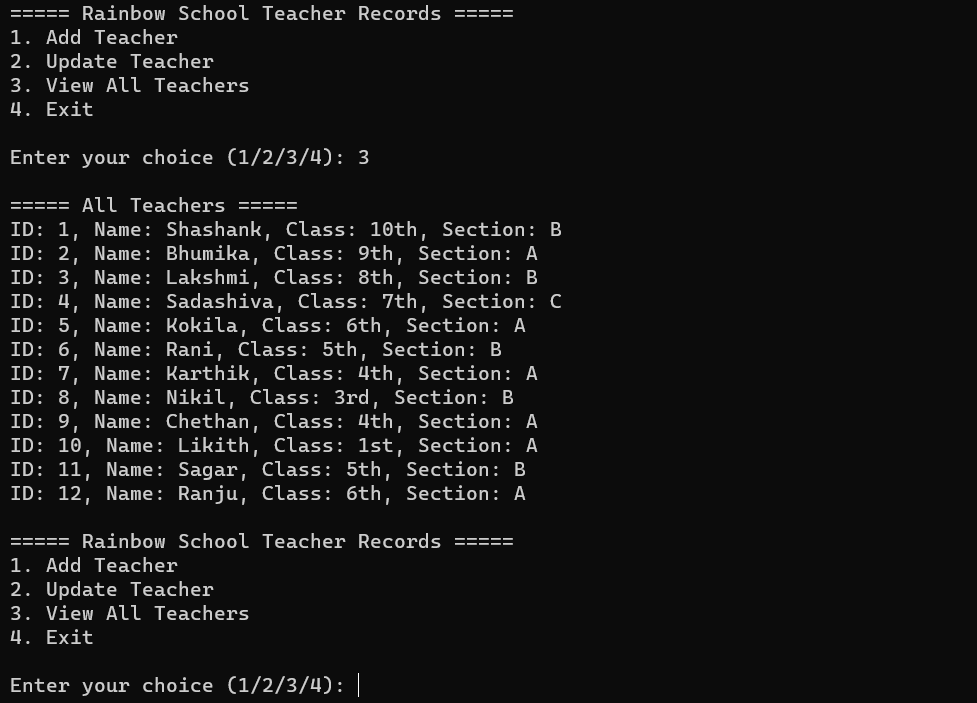 ===== Rainbow School Teacher Records =====
1. Add Teacher
2. Update Teacher
3. View All Teachers
4. Exit
Enter your choice (1/2/3/4): 3
===== All Teachers =====
ID: 1, Name: Shashank, Class: 10th, Section: B
ID: 2, Name: Bhumika, Class: 9th, Section: A
ID: 3, Name: Lakshmi, Class: 8th, Section: B
ID: 4, Name: Sadashiva, Class: 7th, Section: C
ID: 5, Name: Kokila, Class: 6th, Section: A
ID: 6, Name: Rani, Class: 5th, Section: B
ID: 7, Name: Karthik, Class: 4th, Section: A
ID: 8, Name: Nikil, Class: 3rd, Section: B
ID: 9, Name: Chethan, Class: 4th, Section: A
ID: 10, Name: Likith, Class: 1st, Section: A
ID: 11, Name: Sagar, Class: 5th, Section: B
ID: 12, Name: Ranju, Class: 6th, Section: A
===== Rainbow School Teacher Records =====
1. Add Teacher
2. Update Teacher
3. View All Teachers
4. Exit
Enter your choice (1/2/3/4):